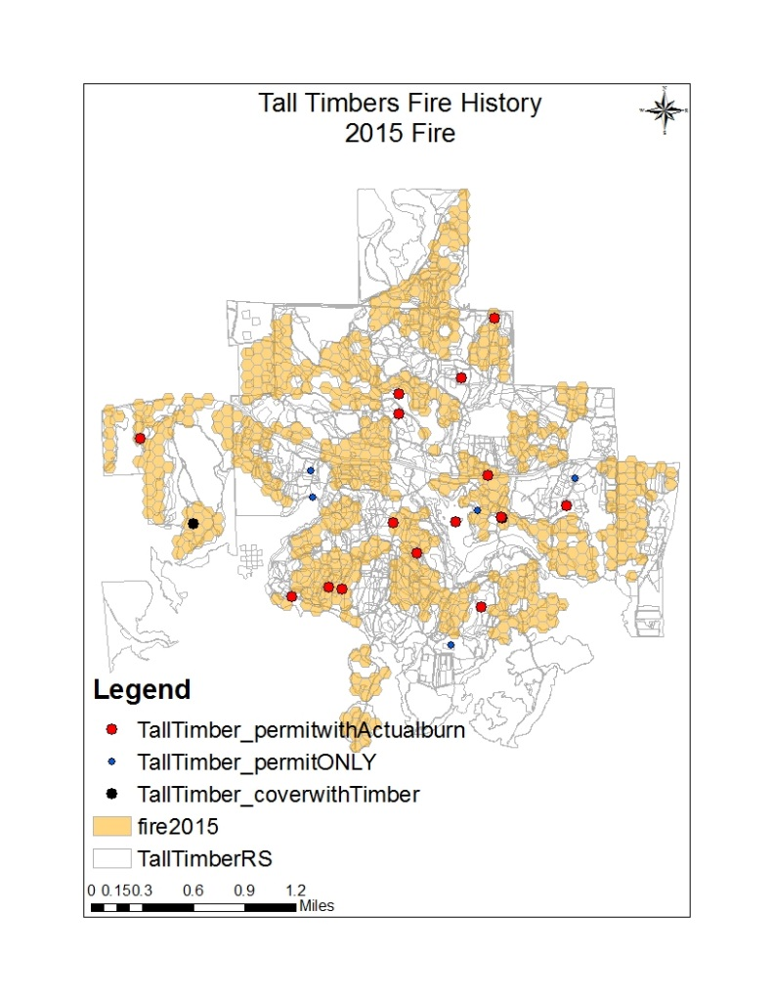 Tall Timbers Fire History
2015 Fire
N
W
E
S
Legend
TallTimber_permitwithActualburn
TallTimber_permitONLY
TallTimber_coverwithTimber
fire2015
TallTimberRS
0 0.150.3 0.6 0.9 1.2
Miles